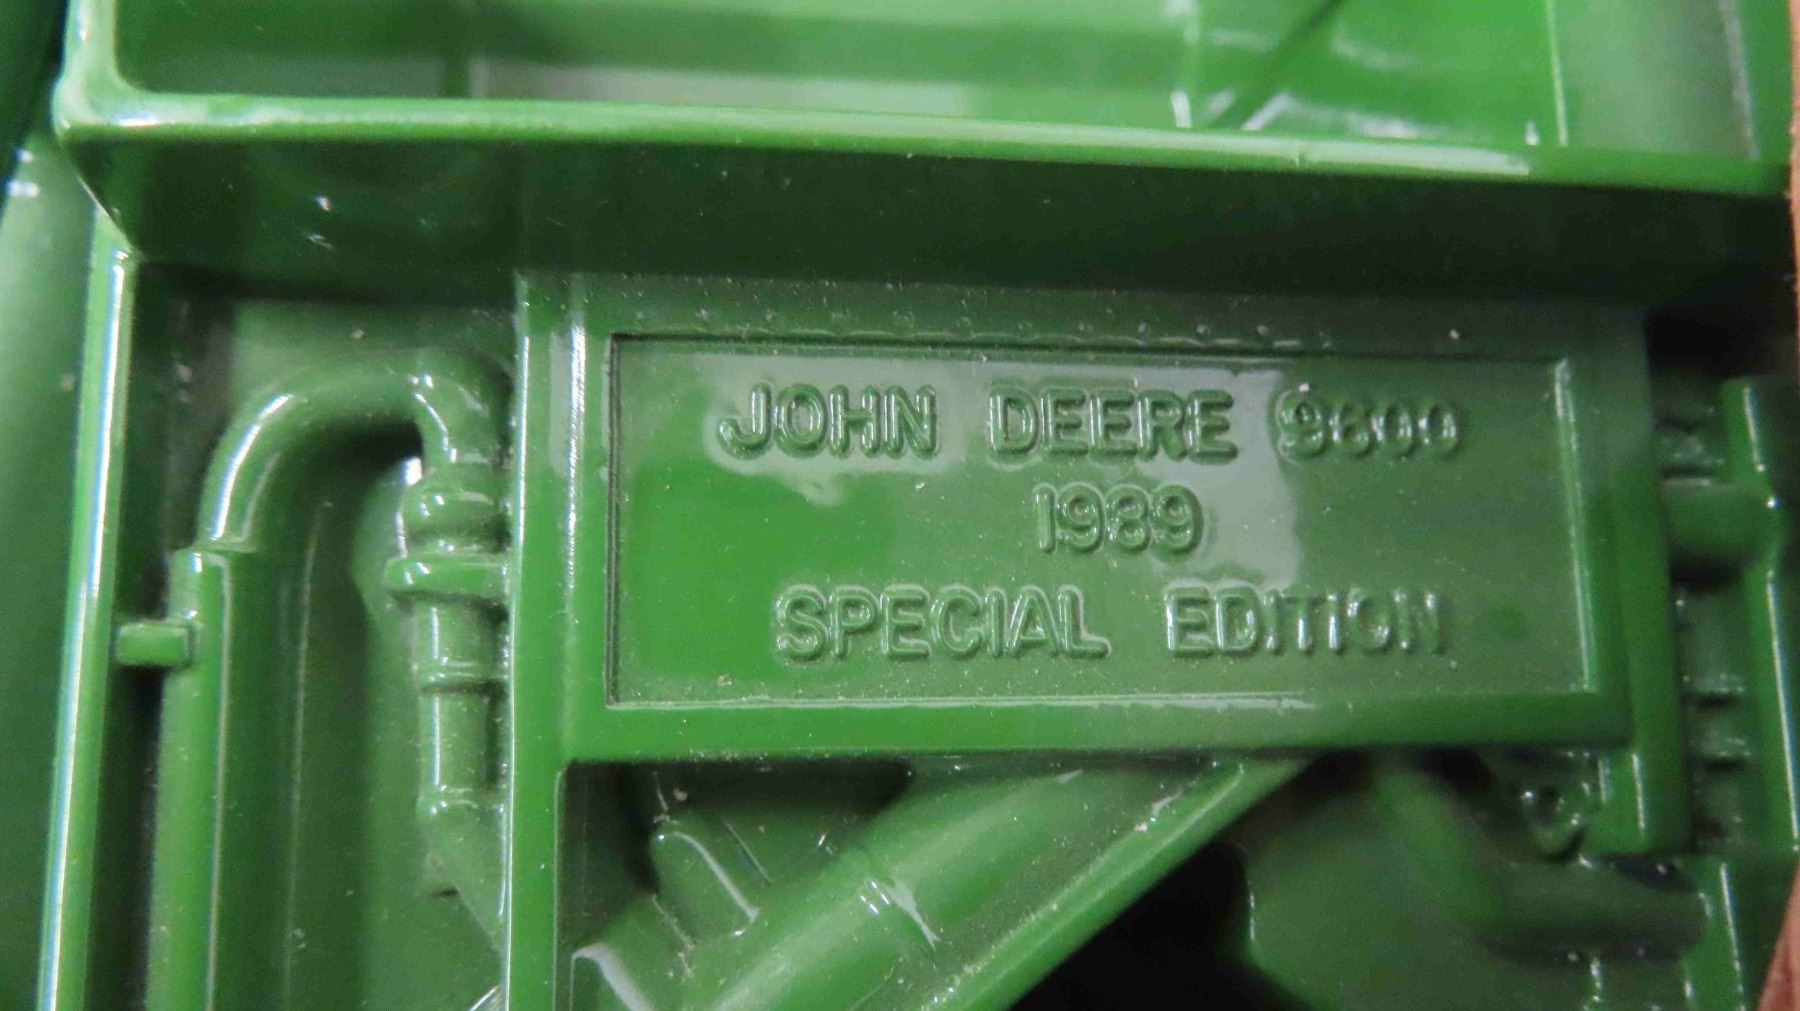 JOHN DEERE 9600
1989
SPECIAL EDITION